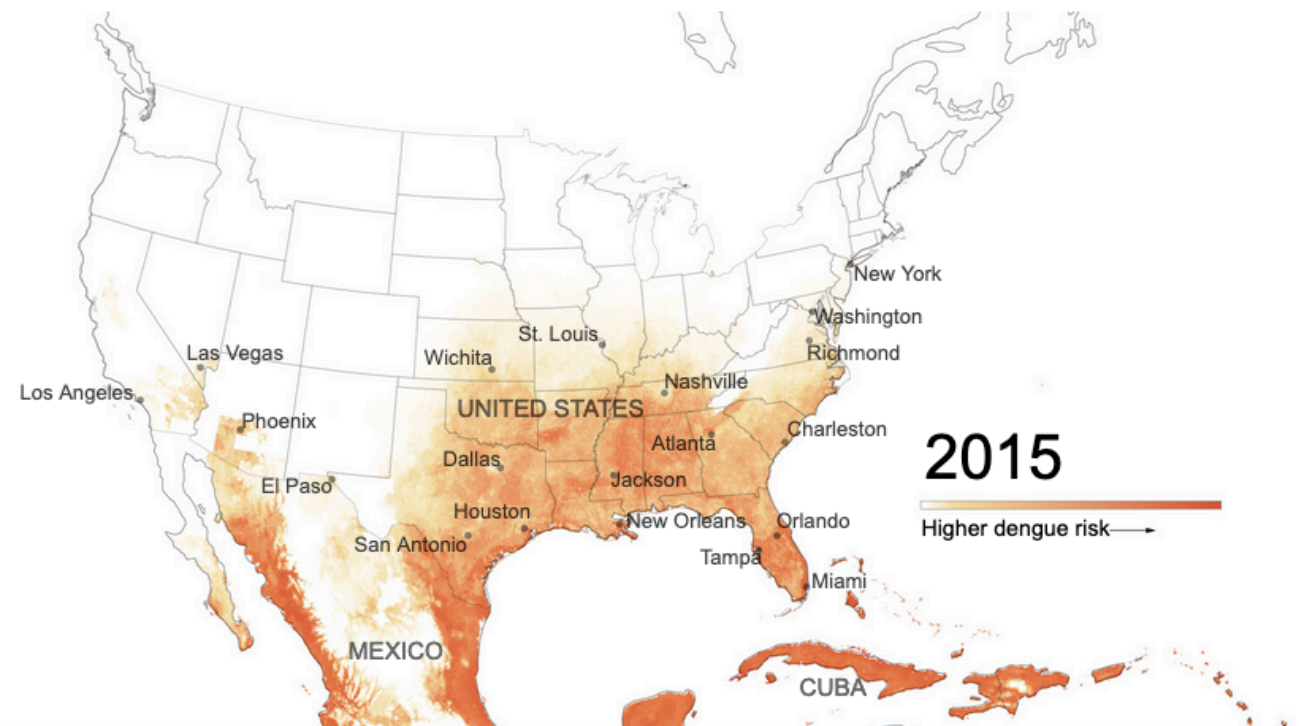 New York
Washington
St. Louis
Las Vegas
Wichita
Richmond
Nashville
Los Angeles
UNITED STATES
Phoenix
Charleston
Atlanta
2015
Dallas
Jackson
El Paso
Houston
New Orleans
Orlando
Higher dengue risk
San Antonio
Tampa
Miami
MEXICO
CUBA